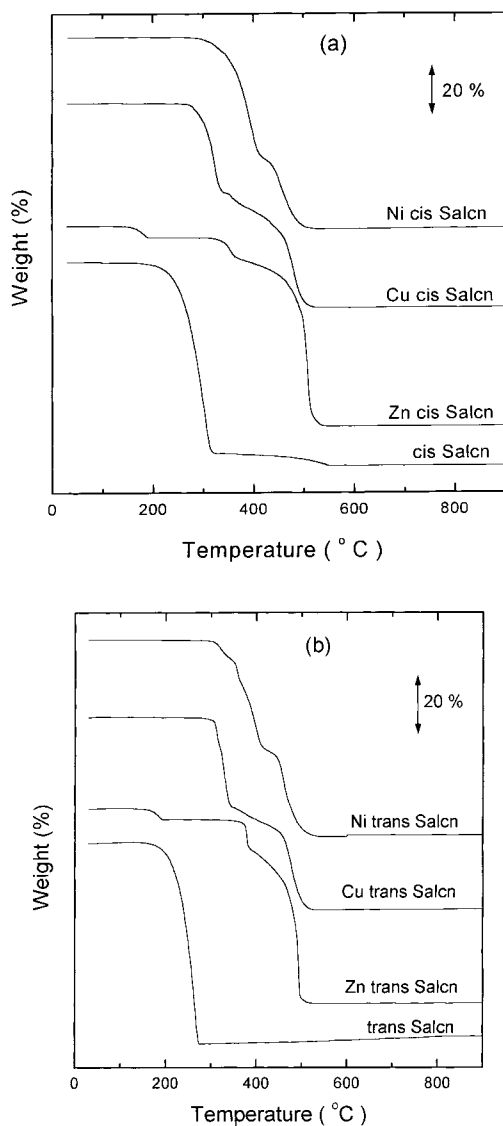 (a)
20 %
Ni cis Salcn
Cu cis Salcn
Zn cis Salcn
cis Salcn
Weight (%)
0 200 400 600 800
Temperature ( ° C )
(b)
20 %
Ni trans Salcn
Cu trans Salcn
Zn trans Salcn
trans Salcn
Weight (%)
0 200 400 600 800
Temperature ( °C)